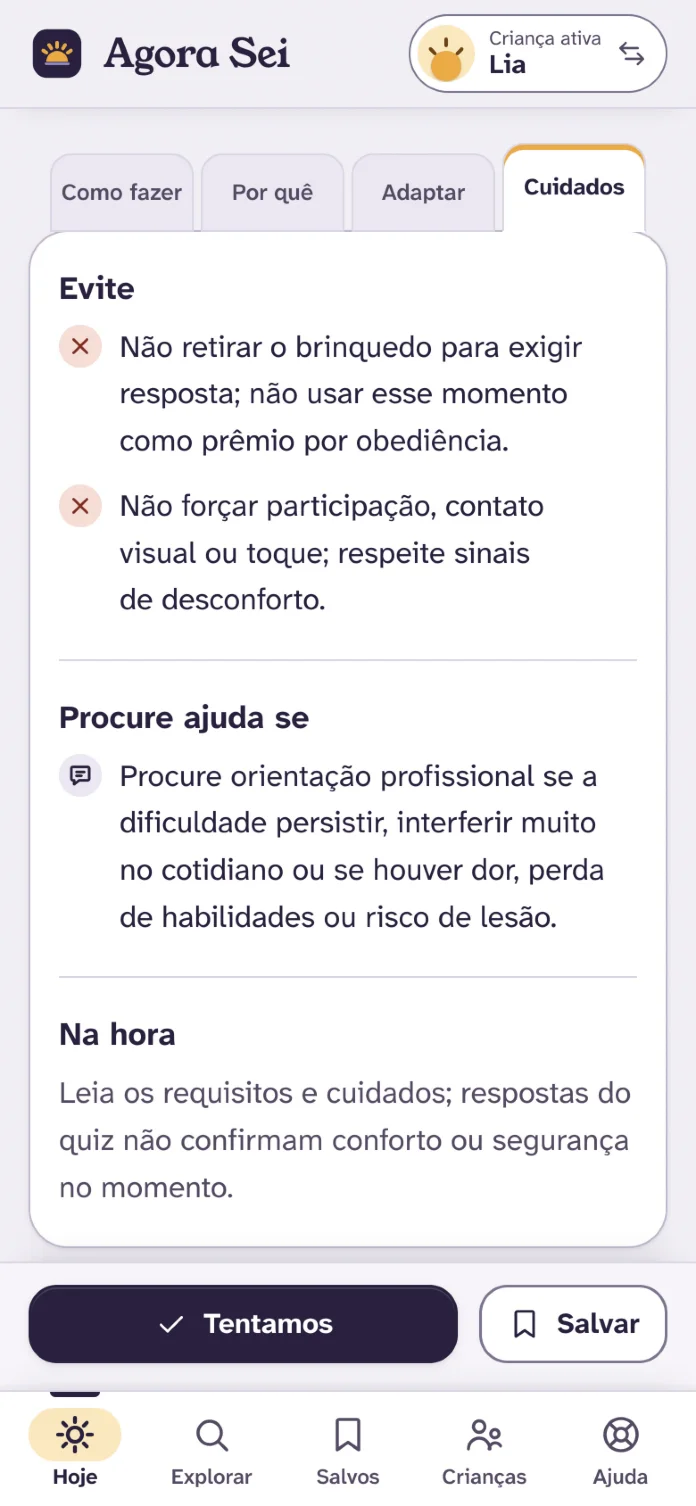 Agora Sei
Criança ativa
Lia
Como fazer
Por quê
Adaptar
Cuidados
Evite
Não retirar o brinquedo para exigir
resposta; não usar esse momento
como prêmio por obediência.
Não forçar participação, contato
visual ou toque; respeite sinais
de desconforto.
Procure ajuda se
Procure orientação profissional se a
dificuldade persistir, interferir muito
no cotidiano ou se houver dor, perda
de habilidades ou risco de lesão.
Na hora
Leia os requisitos e cuidados; respostas do
quiz não confirmam conforto ou segurança
no momento.
Tentamos
Salvar
Hoje
Explorar
Salvos
Crianças
Ajuda